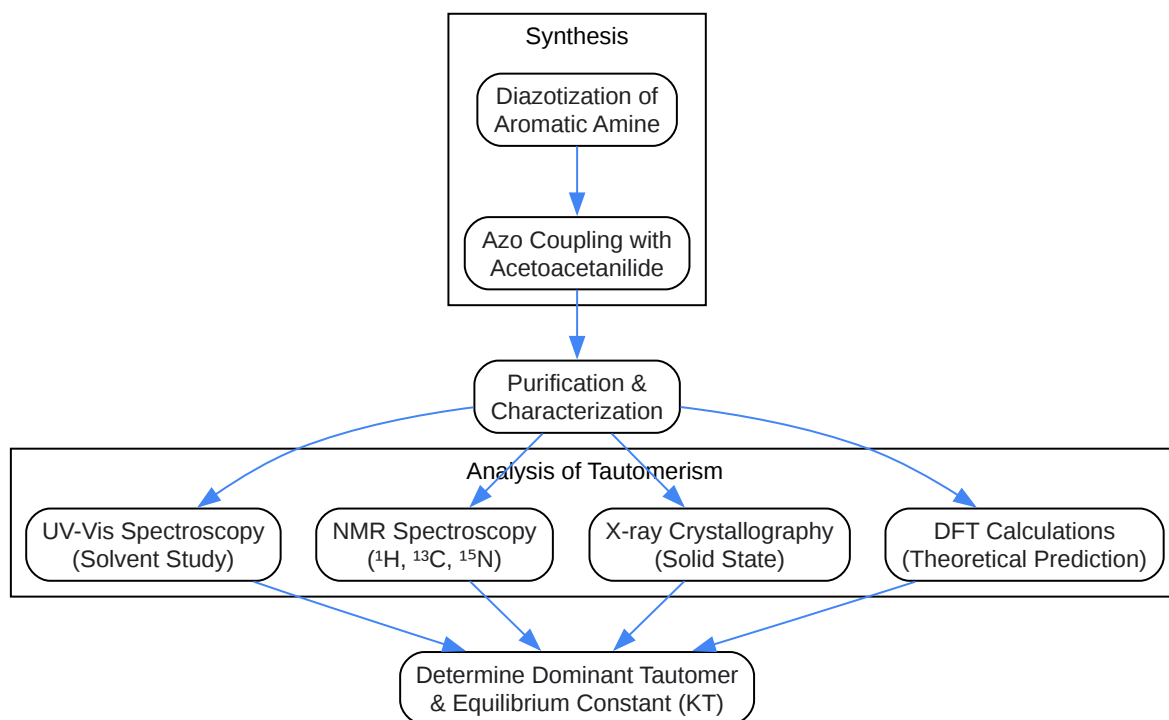 Synthesis
Diazotization of
Aromatic Amine
Azo Coupling with
Acetoacetanilide
Purification &
Characterization
Analysis of Tautomerism
UV-Vis Spectroscopy
(Solvent Study)
NMR Spectroscopy
(¹H, ¹³C, ¹⁵N)
X-ray Crystallography
(Solid State)
DFT Calculations
(Theoretical Prediction)
Determine Dominant Tautomer
& Equilibrium Constant (KT)